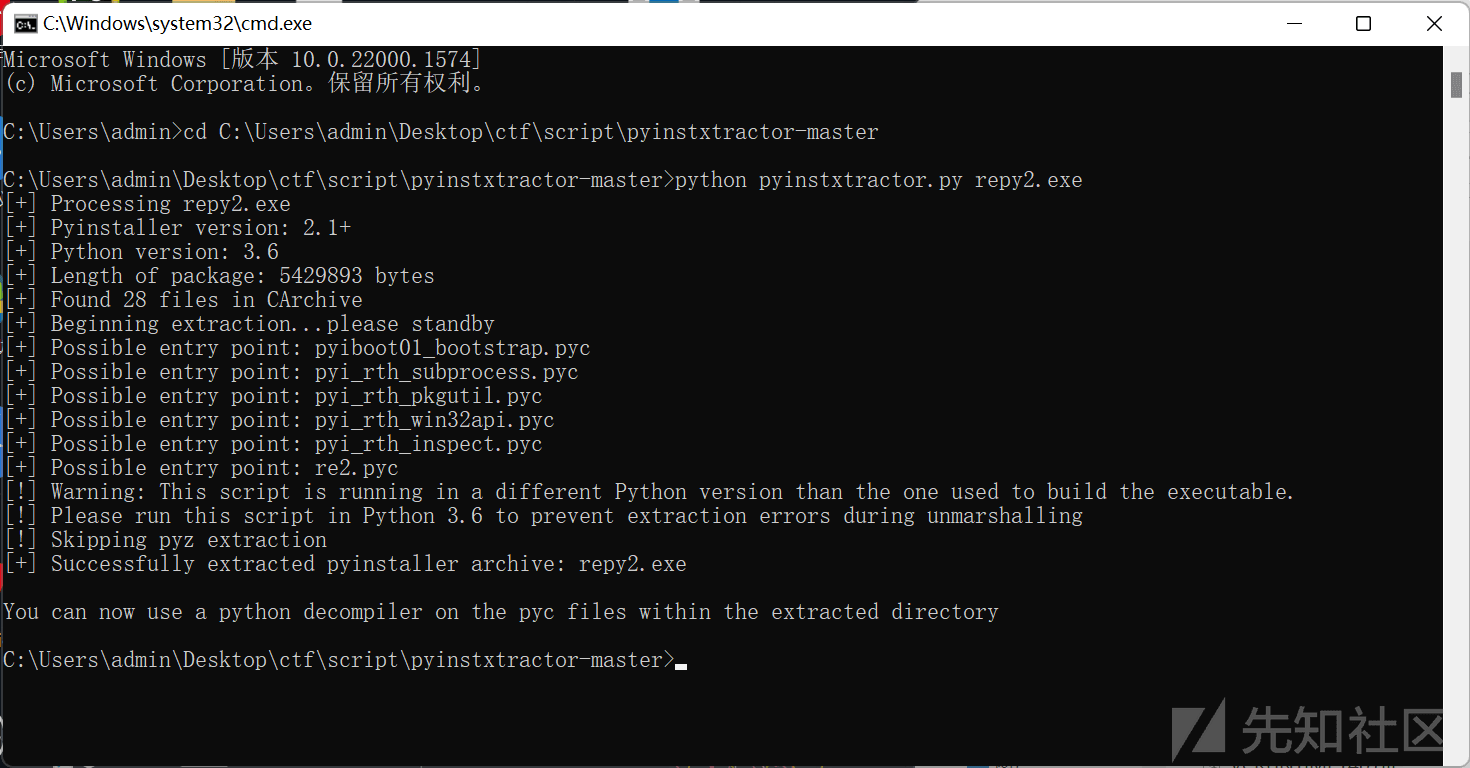 C:\Windows\system32\cmd.exe
Microsoft Windows [版本 10.0.22000.1574]
(c) Microsoft Corporation。保留所有权利。
C:\Users\admin>cd C:\Users\admin\Desktop\ctf\script\pyinstxtractor-master
C:\Users\admin\Desktop\ctf\script\pyinstxtractor-master>python pyinstxtractor.py repy2.exe
[+] Processing repy2.exe
[+] Pyinstaller version: 2.1+
[+] Python version: 3.6
[+] Length of package: 5429893 bytes
[+] Found 28 files in CArchive
[+] Beginning extraction...please standby
[+] Possible entry point: pyiboot01_bootstrap.pyc
[+] Possible entry point: pyi_rth_subprocess.pyc
[+] Possible entry point: pyi_rth_pkgutil.pyc
[+] Possible entry point: pyi_rth_win32api.pyc
[+] Possible entry point: pyi_rth_inspect.pyc
[+] Possible entry point: re2.pyc
[!] Warning: This script is running in a different Python version than the one used to build the executable.
[!] Please run this script in Python 3.6 to prevent extraction errors during unmarshalling
[!] Skipping pyz extraction
[+] Successfully extracted pyinstaller archive: repy2.exe
You can now use a python decompiler on the pyc files within the extracted directory
C:\Users\admin\Desktop\ctf\script\pyinstxtractor-master>
先知社区